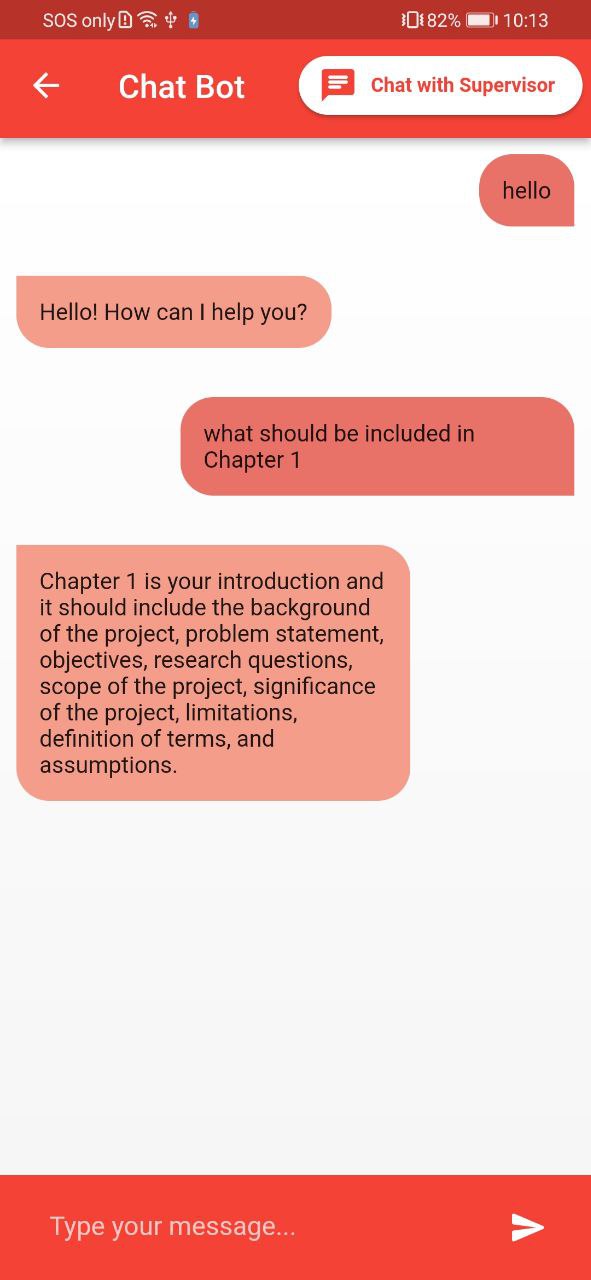 SOS only 82% 10:13
Chat Bot
Chat with Supervisor
hello
Hello! How can I help you?
what should be included in
Chapter 1
Chapter 1 is your introduction and
it should include the background
of the project, problem statement,
objectives, research questions,
scope of the project, significance
of the project, limitations,
definition of terms, and
assumptions.
Type your message...